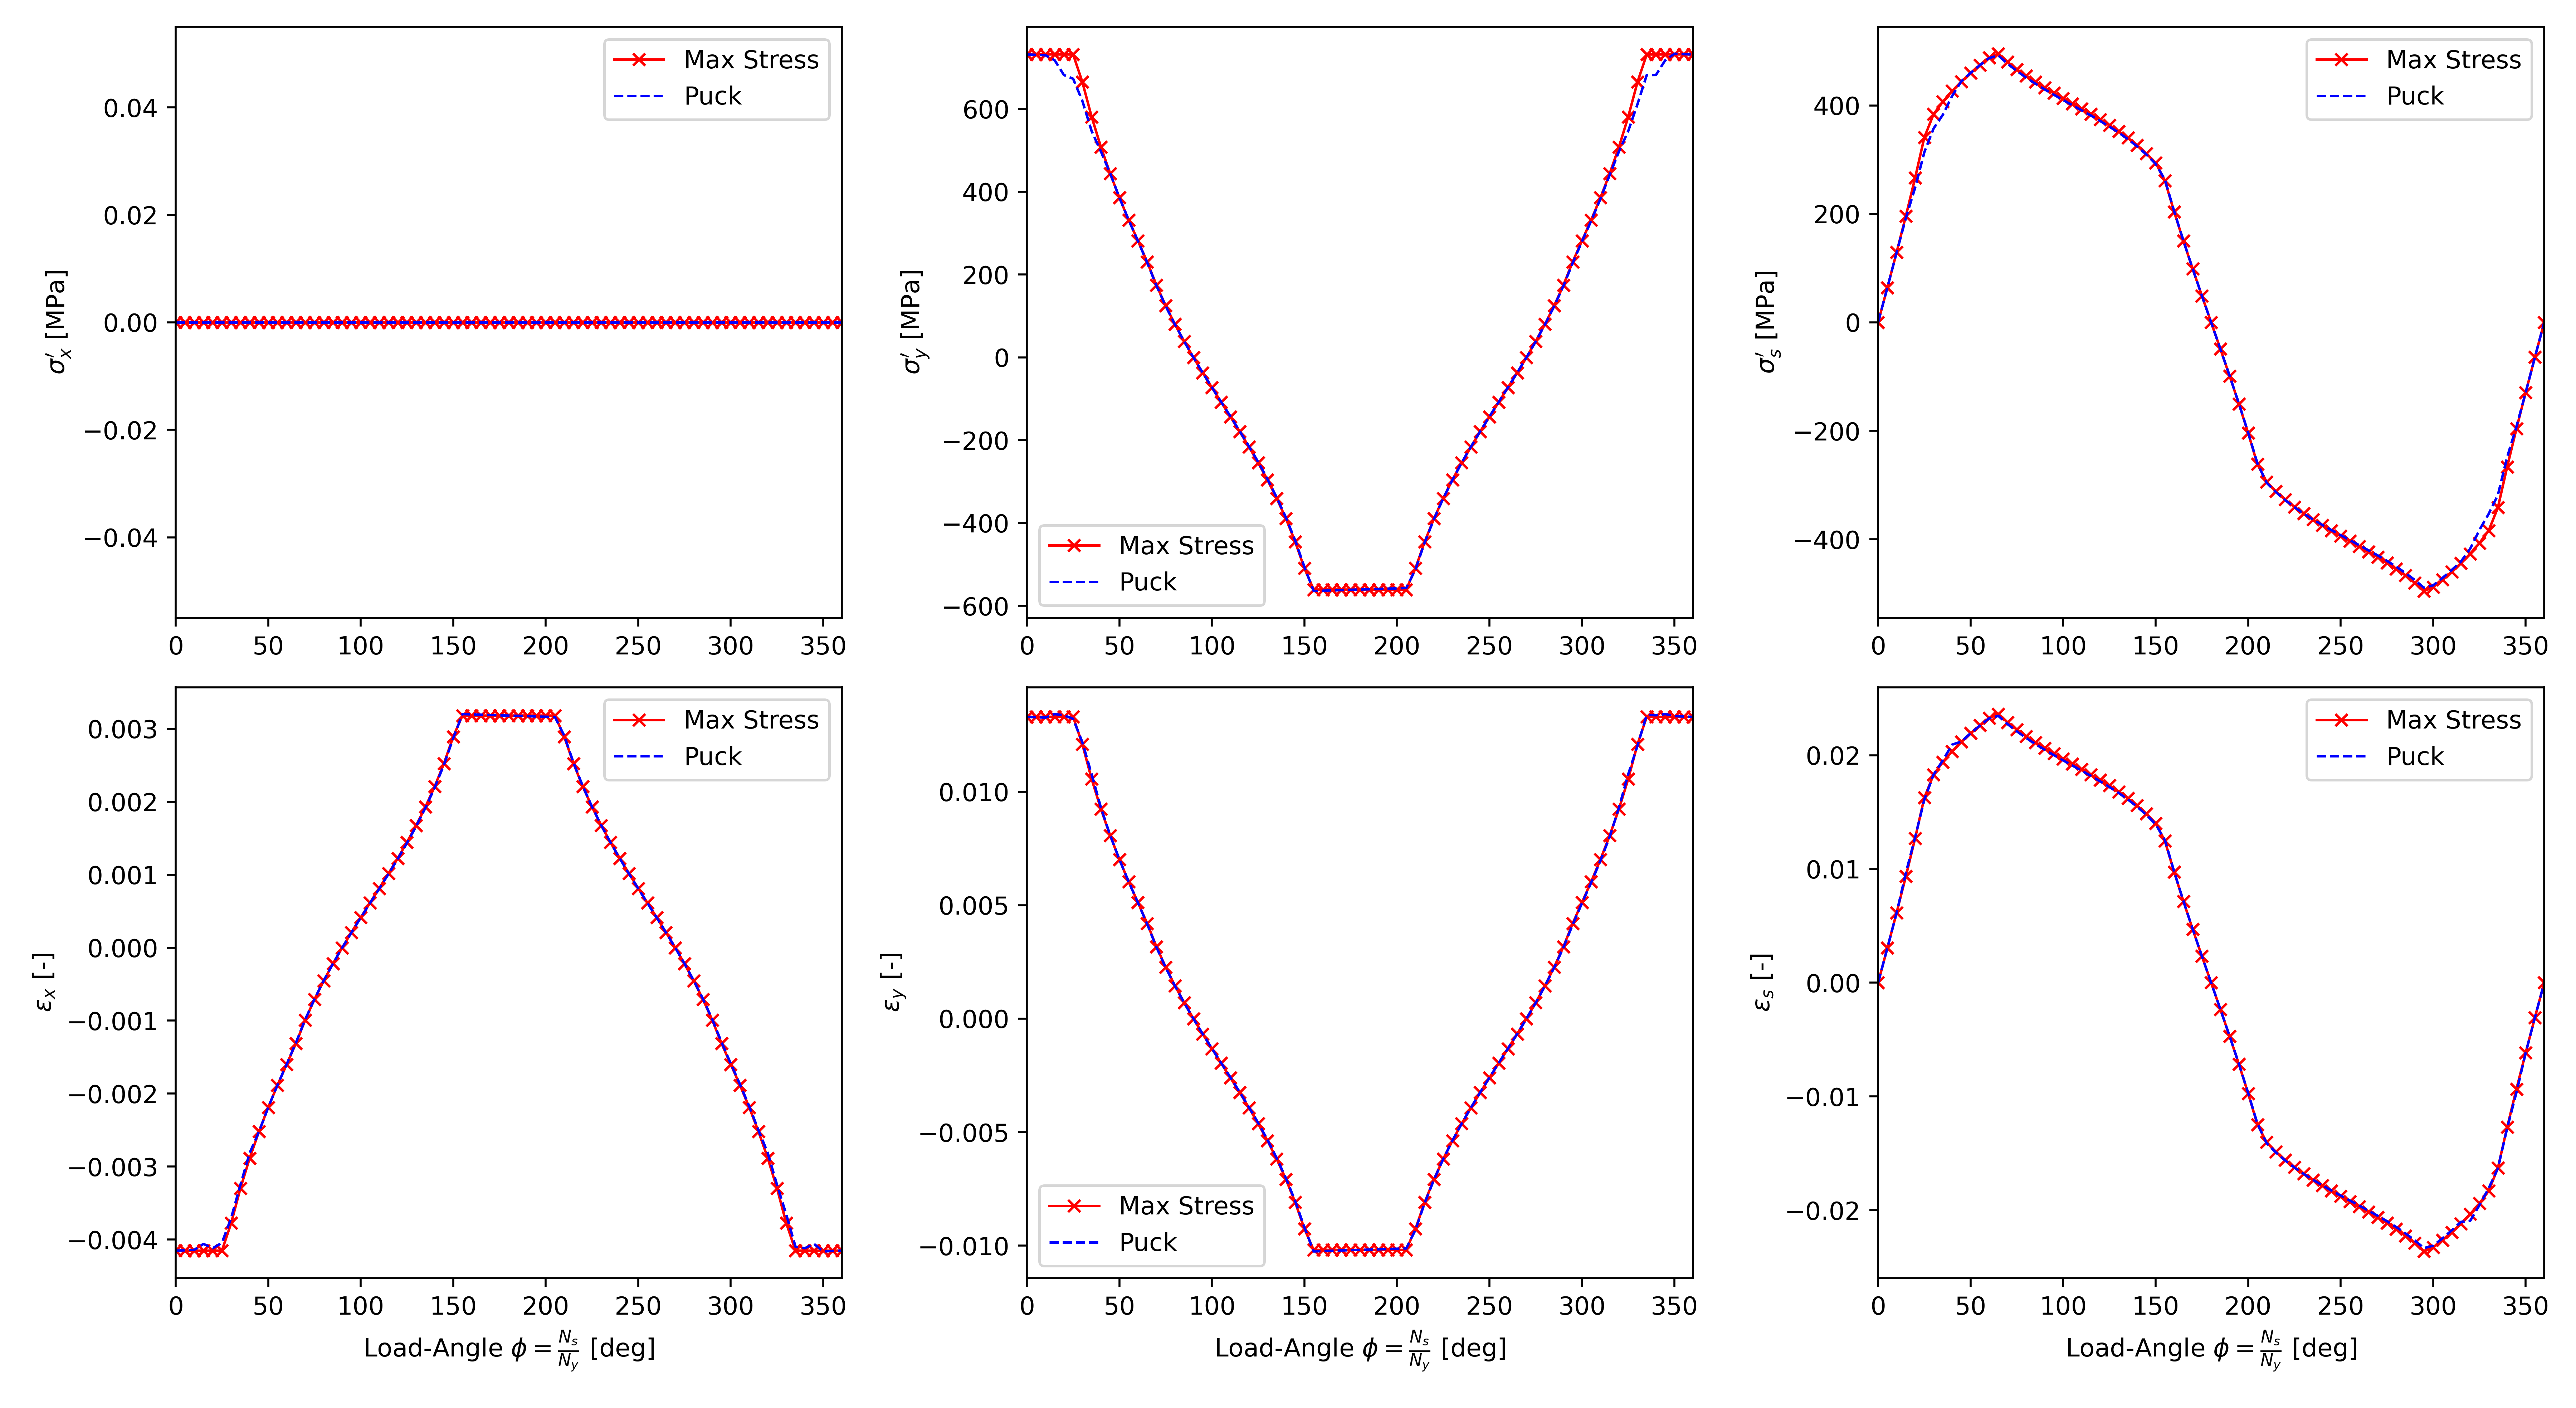 σ′x [MPa]
0.04
0.02
0.00
−0.02
−0.04
0 50 100 150 200 250 300 350
Max Stress
Puck
σ′y [MPa]
600
400
200
0
−200
−400
−600
0 50 100 150 200 250 300 350
Max Stress
Puck
σ′s [MPa]
400
200
0
−200
−400
0 50 100 150 200 250 300 350
Max Stress
Puck
εx [-]
0.003
0.002
0.001
0.000
−0.001
−0.002
−0.003
−0.004
0 50 100 150 200 250 300 350
Load-Angle ϕ = Ns/Ny [deg]
Max Stress
Puck
εy [-]
0.010
0.005
0.000
−0.005
−0.010
0 50 100 150 200 250 300 350
Load-Angle ϕ = Ns/Ny [deg]
Max Stress
Puck
εs [-]
0.02
0.01
0.00
−0.01
−0.02
0 50 100 150 200 250 300 350
Load-Angle ϕ = Ns/Ny [deg]
Max Stress
Puck